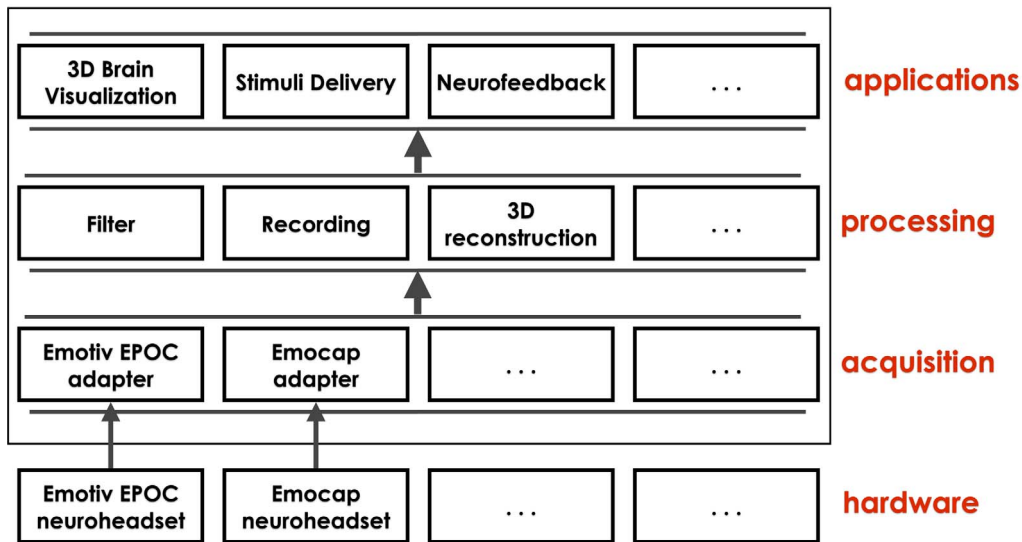 3D Brain
Visualization
Stimuli Delivery
Neurofeedback
...
applications
Filter
Recording
3D
reconstruction
...
processing
Emotiv EPOC
adapter
Emocap
adapter
...
...
acquisition
Emotiv EPOC
neuroheadset
Emocap
neuroheadset
...
...
hardware